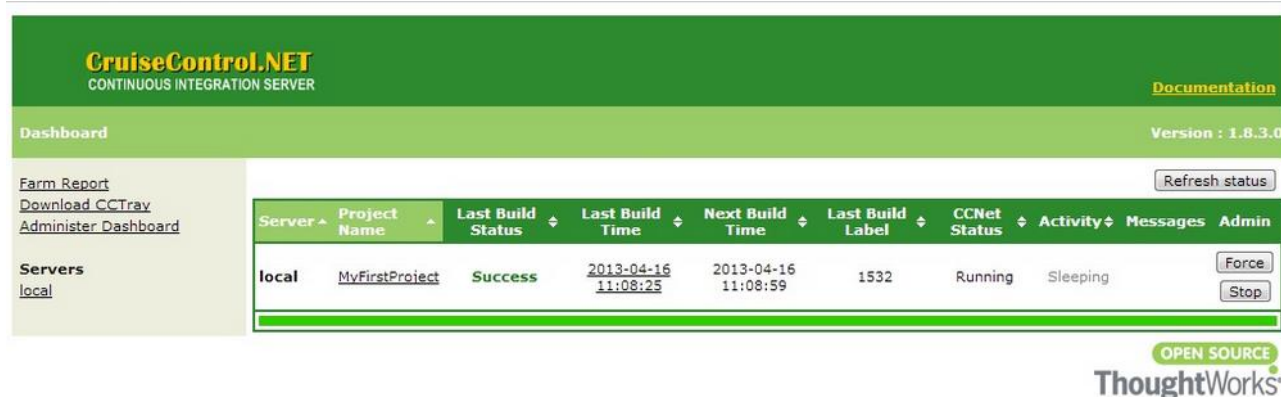 CruiseControl.NET
CONTINUOUS INTEGRATION SERVER
Documentation
Dashboard
Version : 1.8.3.0
Farm Report
Download CCTray
Administer Dashboard
Servers
local
Refresh status
Server Project Name Last Build Status Last Build Time Next Build Time Last Build Label CCNet Status Activity Messages Admin
local MyFirstProject Success 2013-04-16 11:08:25 2013-04-16 11:08:59 1532 Running Sleeping Force
Stop
OPEN SOURCE
ThoughtWorks